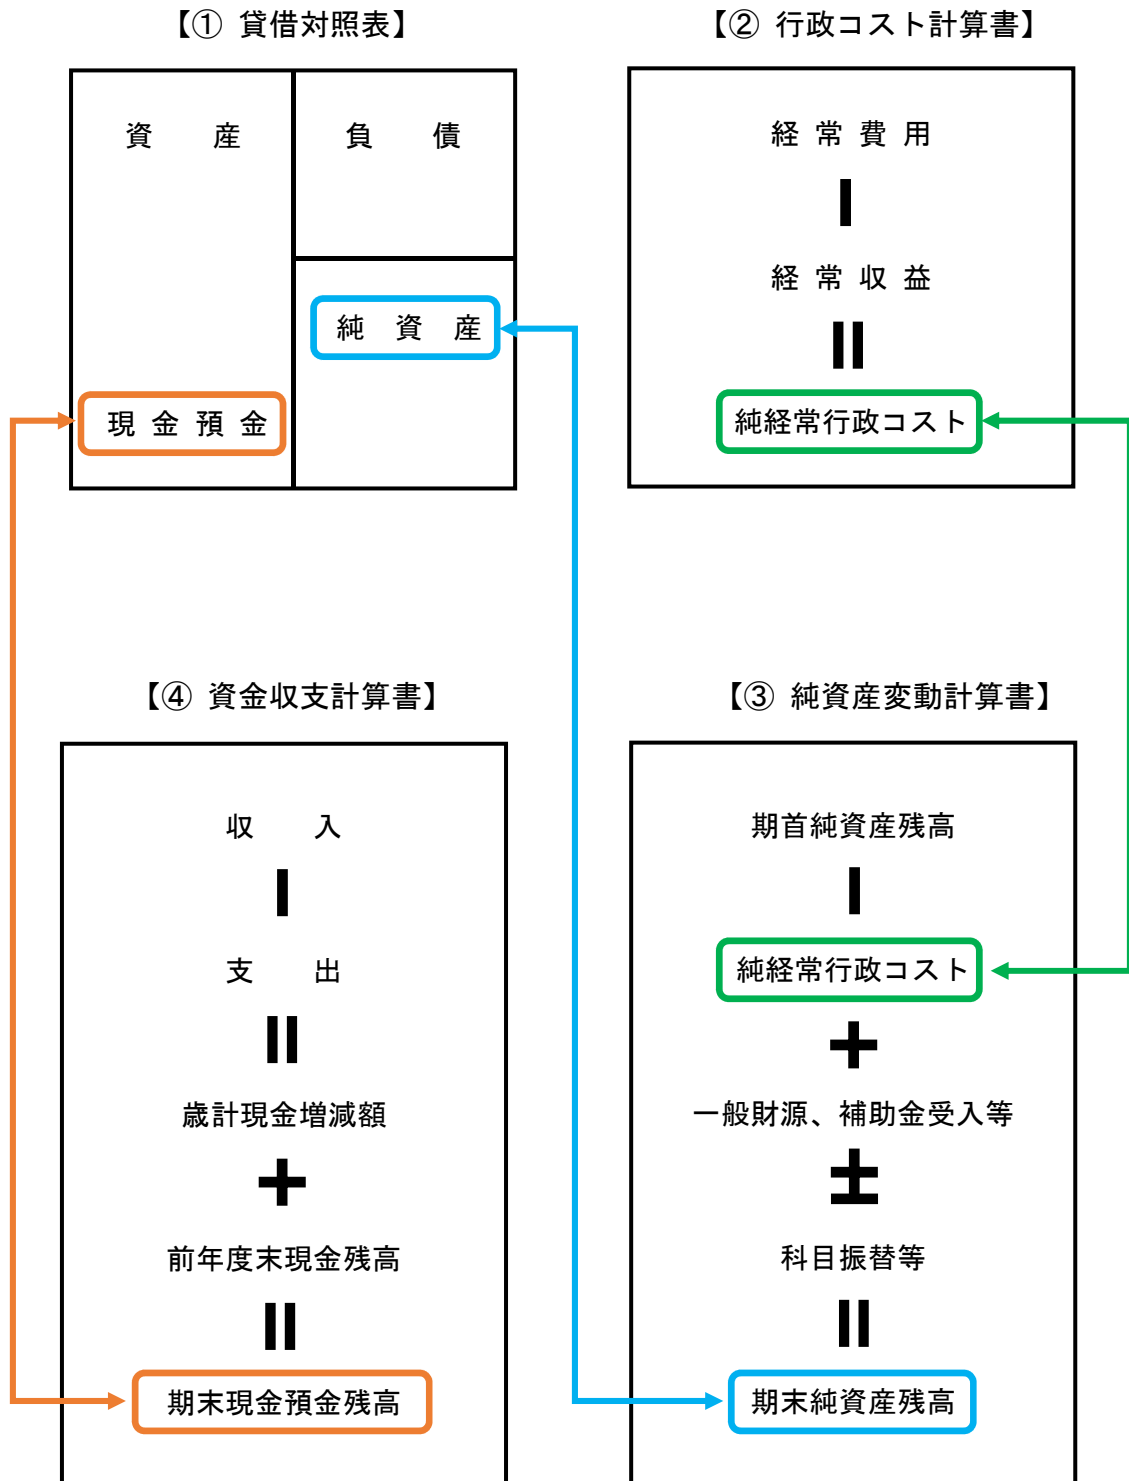 【① 貸借対照表】
資　産
負　債
純　資　産
現 金 預 金
【② 行政コスト計算書】
経 常 費 用
－
経 常 収 益
＝
純経常行政コスト
【④ 資金収支計算書】
収　入
－
支　出
＝
歳計現金増減額
＋
前年度末現金残高
＝
期末現金預金残高
【③ 純資産変動計算書】
期首純資産残高
－
純経常行政コスト
＋
一般財源、補助金受入等
±
科目振替等
＝
期末純資産残高